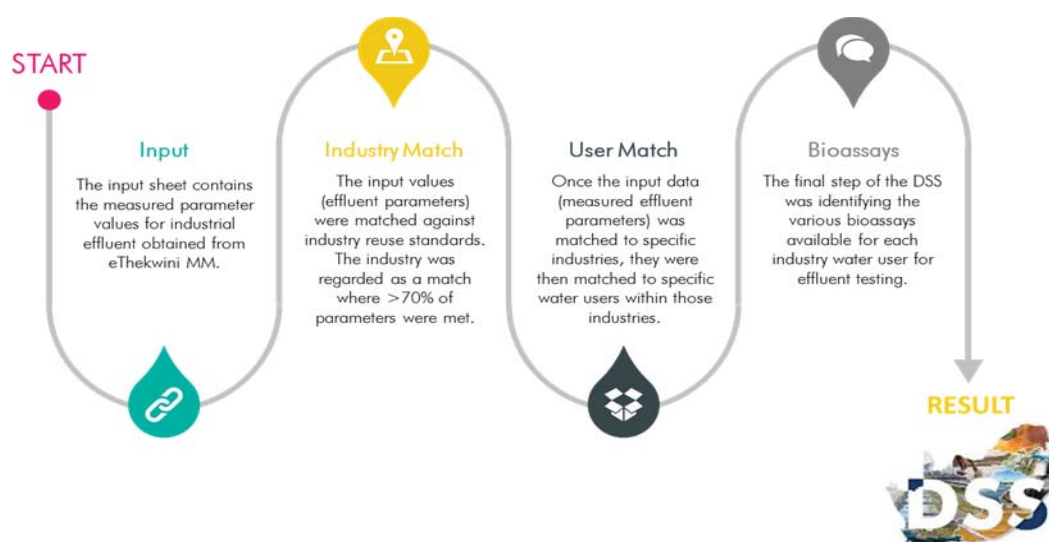 START
Input
The input sheet contains
the measured parameter
values for industrial
effluent obtained from
eThekwini MM.
Industry Match
The input values
(effluent parameters)
were matched against
industry reuse standards.
The industry was
regarded as a match
where >70% of
parameters were met.
User Match
Once the input data
(measured effluent
parameters) was
matched to specific
industries, they were
then matched to specific
water users within those
industries.
Bioassays
The final step of the DSS
was identifying the
various bioassays
available for each
industry water user for
effluent testing.
RESULT
DSS